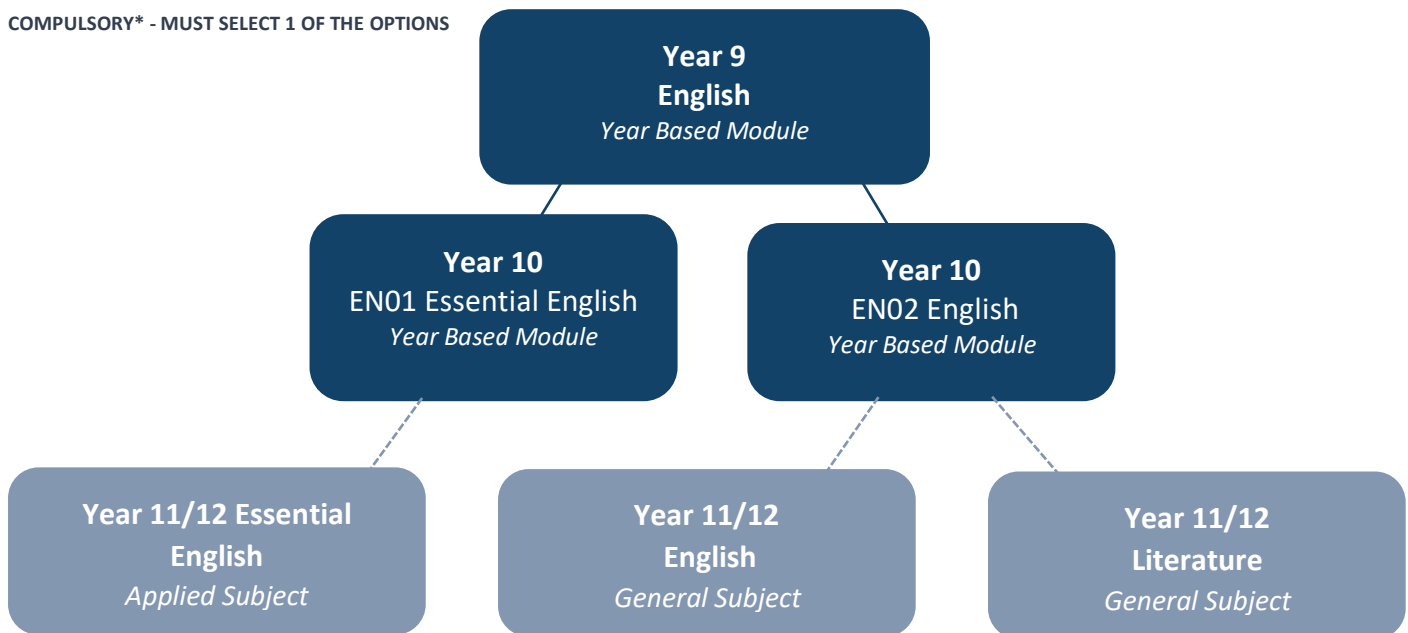 COMPULSORY* - MUST SELECT 1 OF THE OPTIONS
Year 9
English
Year Based Module
Year 10
EN01 Essential English
Year Based Module
Year 10
EN02 English
Year Based Module
Year 11/12 Essential
English
Applied Subject
Year 11/12
English
General Subject
Year 11/12
Literature
General Subject